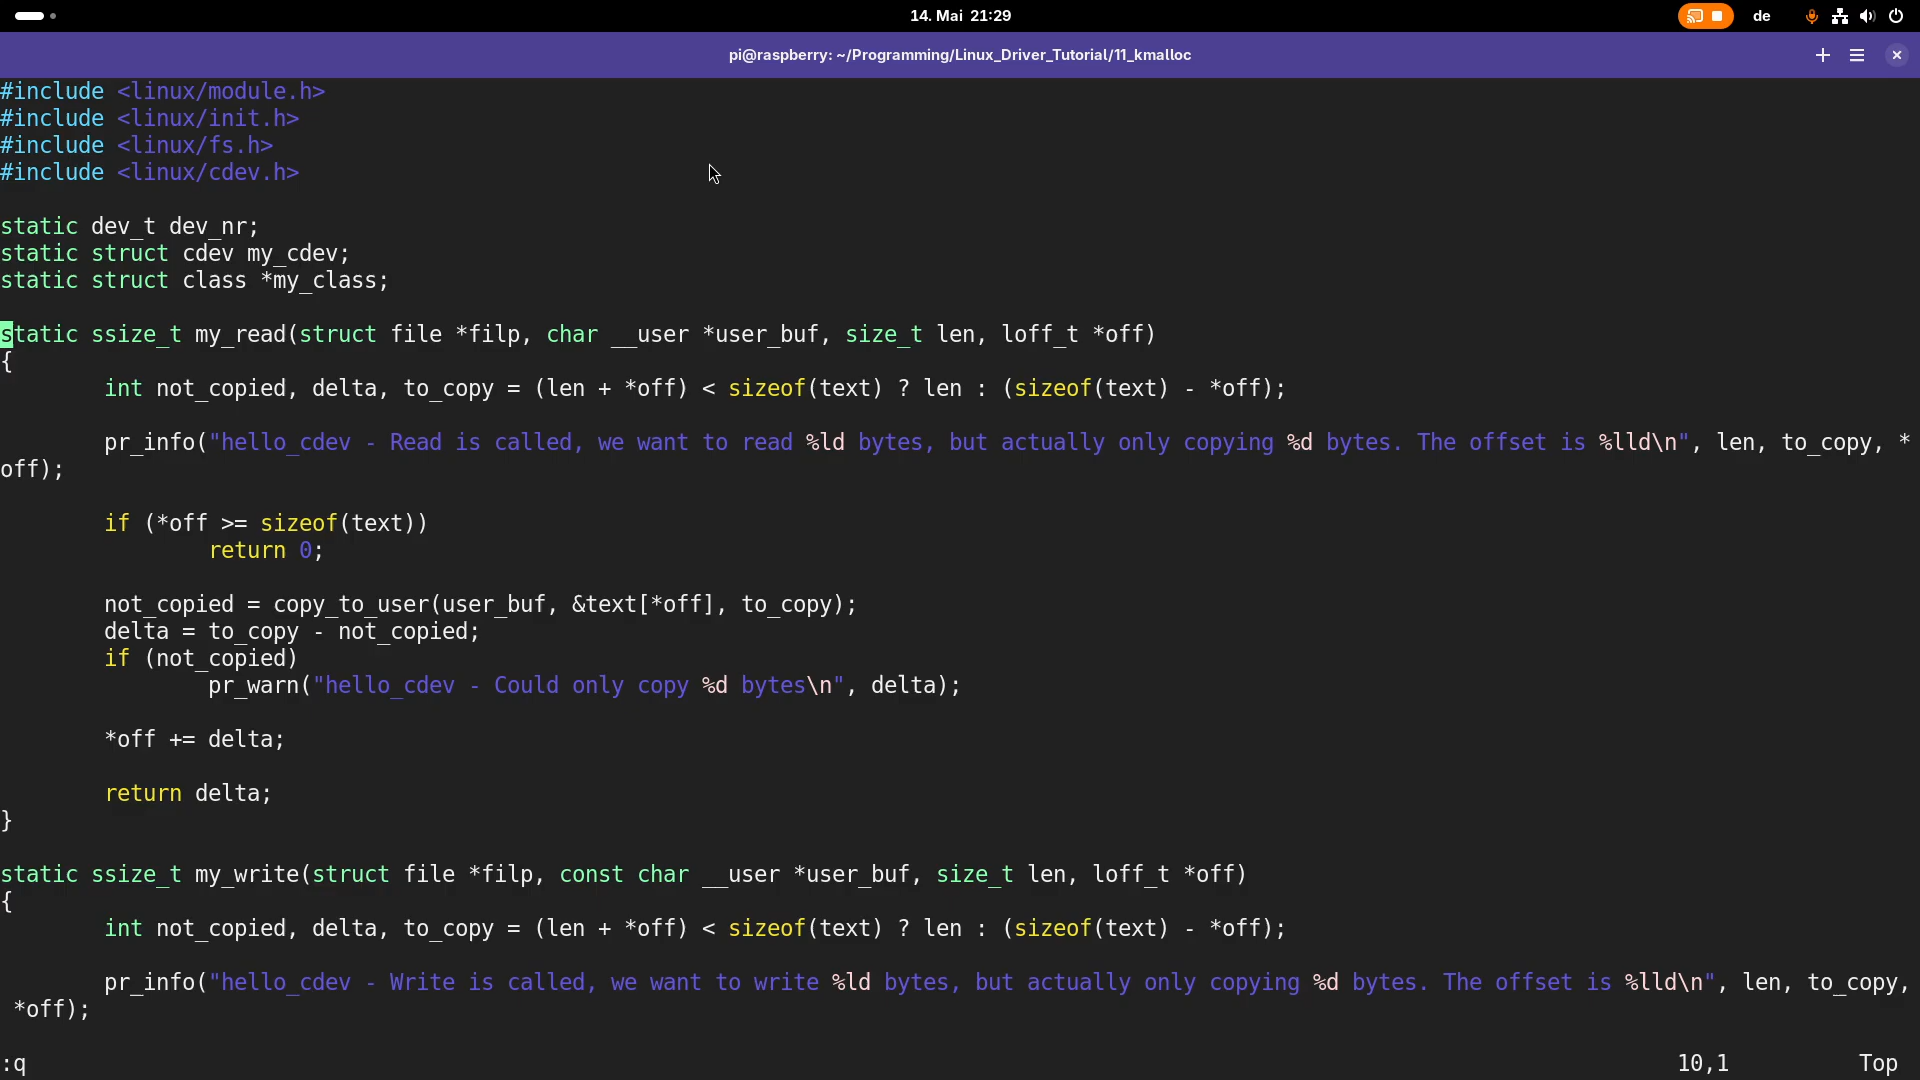 14. Mai 21:29
de
pi@raspberry: ~/Programming/Linux_Driver_Tutorial/11_kmalloc
#include <linux/module.h>
#include <linux/init.h>
#include <linux/fs.h>
#include <linux/cdev.h>
static dev_t dev_nr;
static struct cdev my_cdev;
static struct class *my_class;
static ssize_t my_read(struct file *filp, char __user *user_buf, size_t len, loff_t *off)
{
int not_copied, delta, to_copy = (len + *off) < sizeof(text) ? len : (sizeof(text) - *off);
pr_info("hello_cdev - Read is called, we want to read %ld bytes, but actually only copying %d bytes. The offset is %lld\n", len, to_copy, *
off);
if (*off >= sizeof(text))
return 0;
not_copied = copy_to_user(user_buf, &text[*off], to_copy);
delta = to_copy - not_copied;
if (not_copied)
pr_warn("hello_cdev - Could only copy %d bytes\n", delta);
*off += delta;
return delta;
}
static ssize_t my_write(struct file *filp, const char __user *user_buf, size_t len, loff_t *off)
{
int not_copied, delta, to_copy = (len + *off) < sizeof(text) ? len : (sizeof(text) - *off);
pr_info("hello_cdev - Write is called, we want to write %ld bytes, but actually only copying %d bytes. The offset is %lld\n", len, to_copy,
*off);
:q
10,1
Top